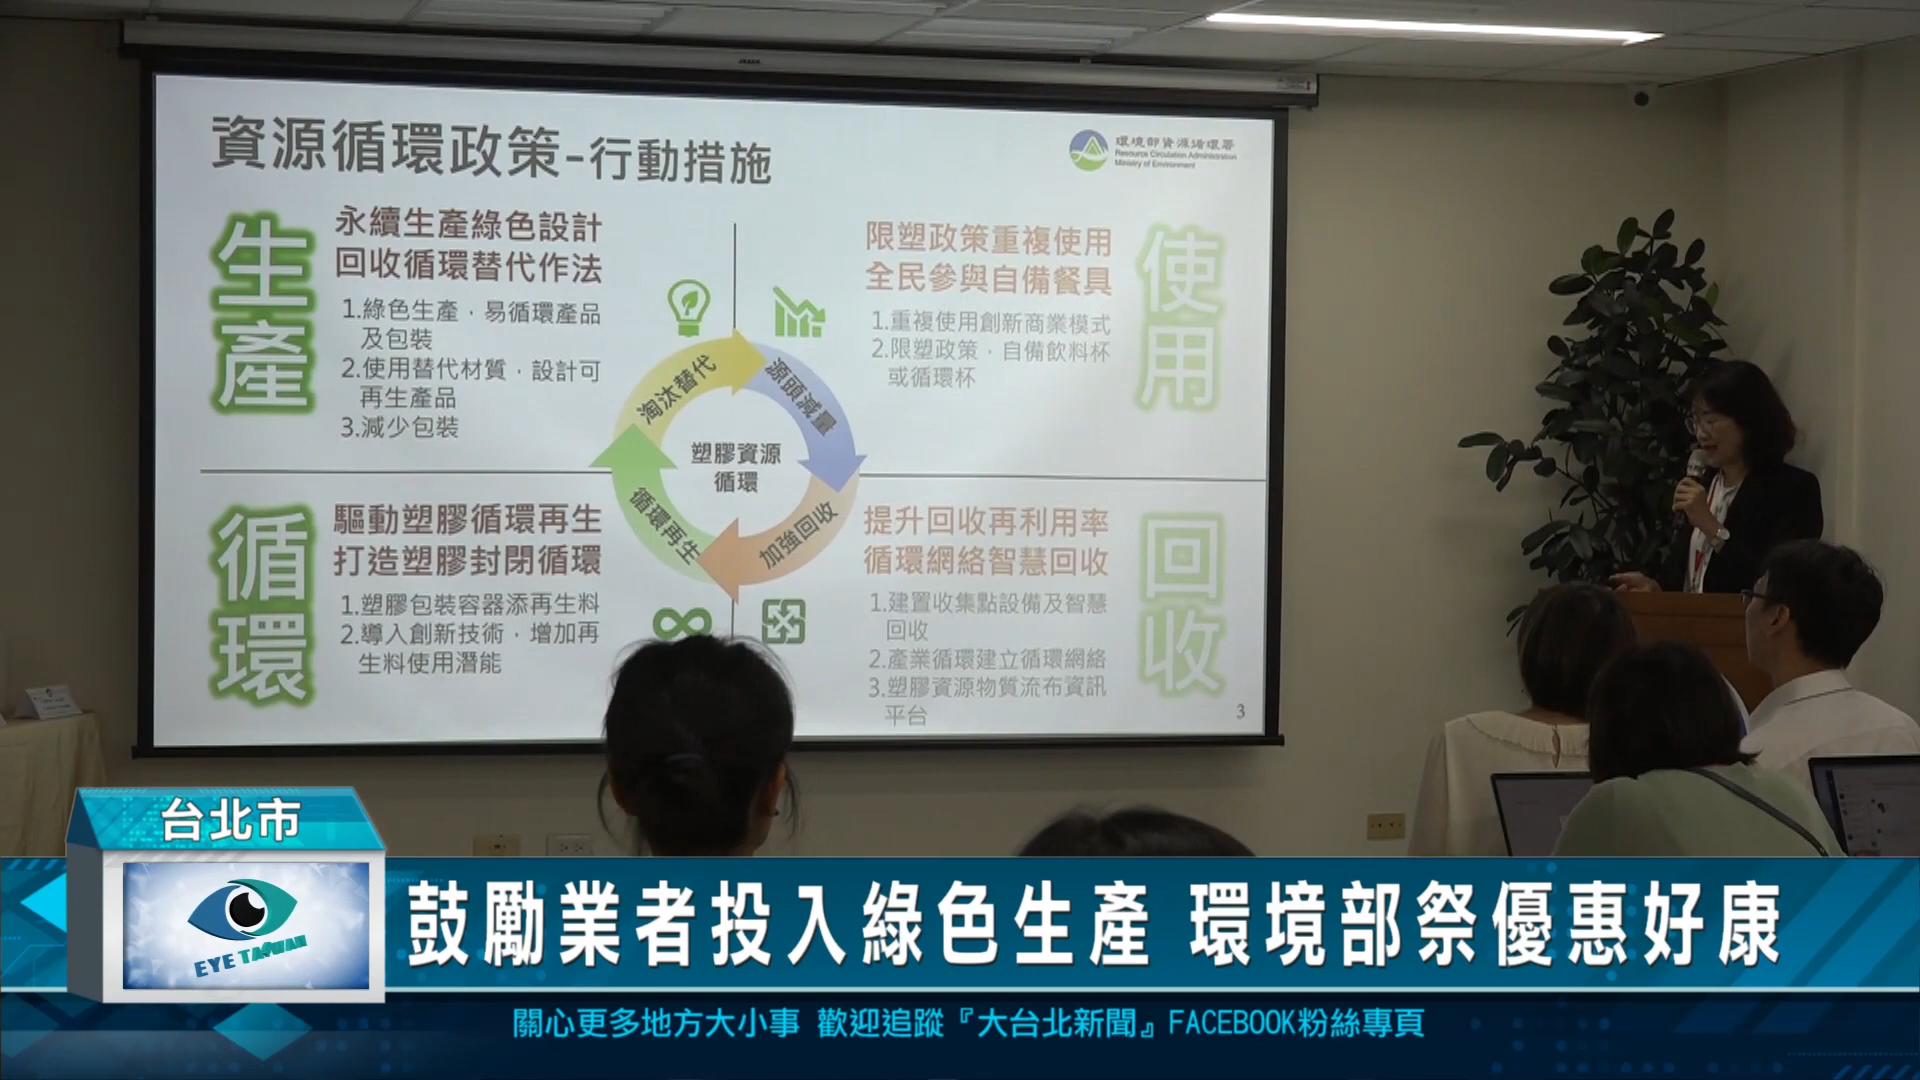 資源循環政策-行動措施
環境部資源循環署
Resource Circulation Administration
Ministry of Environment
生產
永續生產綠色設計
回收循環替代作法
1.綠色生產，易循環產品
及包裝
2.使用替代材質，設計可
再生產品
3.減少包裝
限塑政策重複使用
全民參與自備餐具
1.重複使用創新商業模式
2.限塑政策，自備飲料杯
或循環杯
使用
淘汰替代
源頭減量
塑膠資源
循環
循環再生
加強回收
循環
驅動塑膠循環再生
打造塑膠封閉循環
1.塑膠包裝容器添再生料
2.導入創新技術，增加再
生料使用潛能
提升回收再利用率
循環網絡智慧回收
1.建置收集點設備及智慧
回收
2.產業循環建立循環網絡
3.塑膠資源物質流布資訊
平台
回收
3
台北市
EYE TAIWAN
鼓勵業者投入綠色生產 環境部祭優惠好康
關心更多地方大小事 歡迎追蹤『大台北新聞』FACEBOOK粉絲專頁